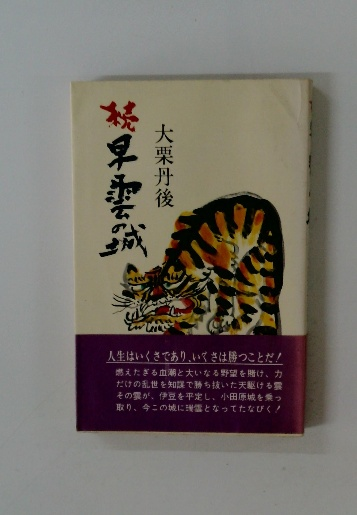 続
早雲の城
大栗丹後
人生はいくさであり、いくさは勝つことだ！
燃えたぎる血潮と大いなる野望を賭け、力
だけの乱世を知謀で勝ち抜いた天駆ける雲
その雲が、伊豆を平定し、小田原城を乗っ
取り、今この城に瑞雲となってたなびく！